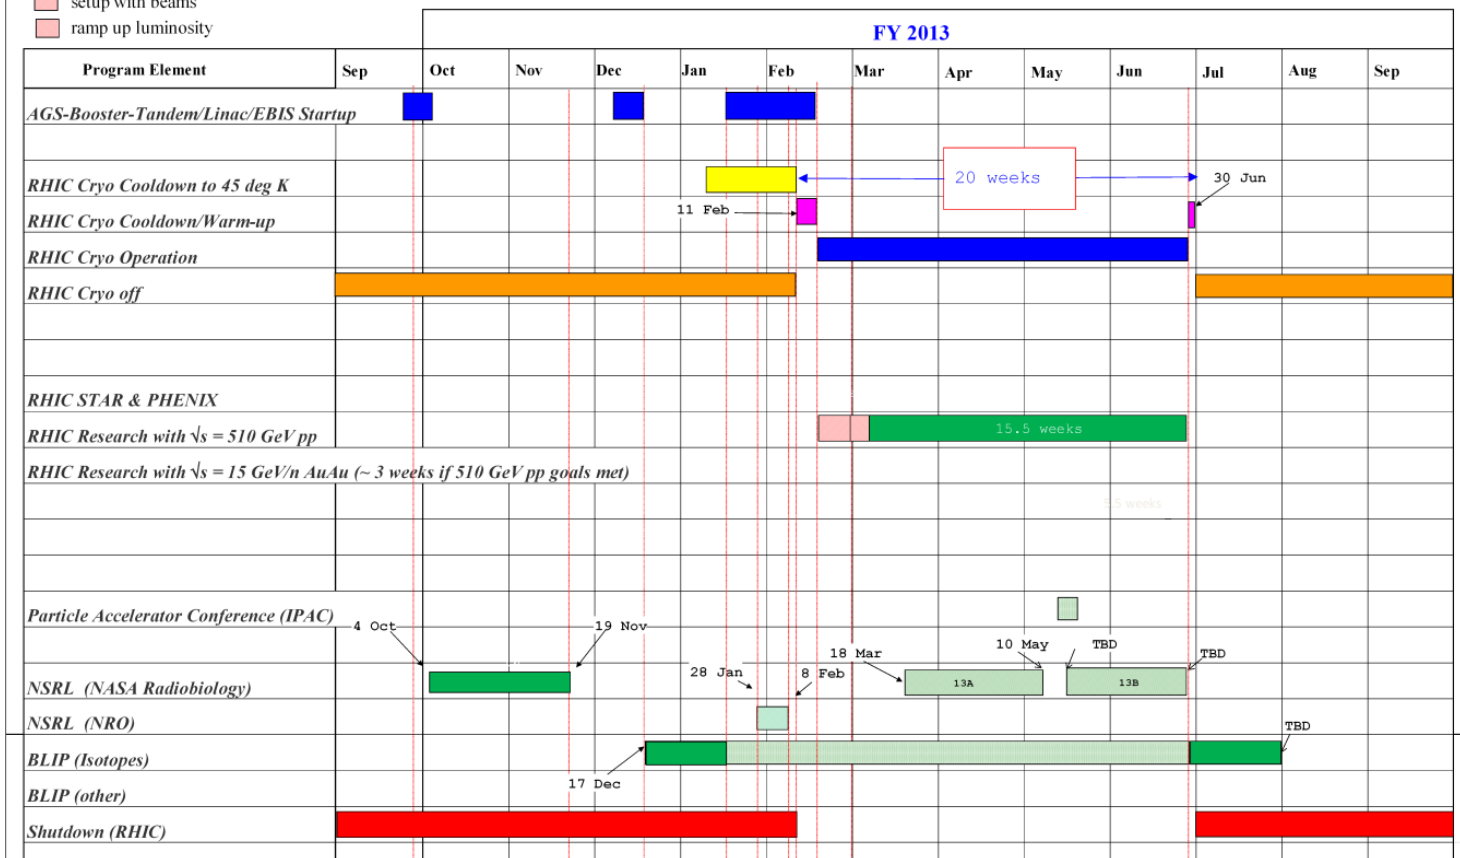 setup with beams
ramp up luminosity
FY 2013
Program Element Sep Oct Nov Dec Jan Feb Mar Apr May Jun Jul Aug Sep
AGS-Booster-Tandem/Linac/EBIS Startup
RHIC Cryo Cooldown to 45 deg K
20 weeks
30 Jun
RHIC Cryo Cooldown/Warm-up
11 Feb
RHIC Cryo Operation
RHIC Cryo off
RHIC STAR & PHENIX
RHIC Research with √s = 510 GeV pp
15.5 weeks
RHIC Research with √s = 15 GeV/n AuAu (~ 3 weeks if 510 GeV pp goals met)
Particle Accelerator Conference (IPAC)
4 Oct
19 Nov
18 Mar
10 May
TBD
TBD
NSRL (NASA Radiobiology)
28 Jan
8 Feb
13A
13B
NSRL (NRO)
TBD
BLIP (Isotopes)
17 Dec
BLIP (other)
Shutdown (RHIC)